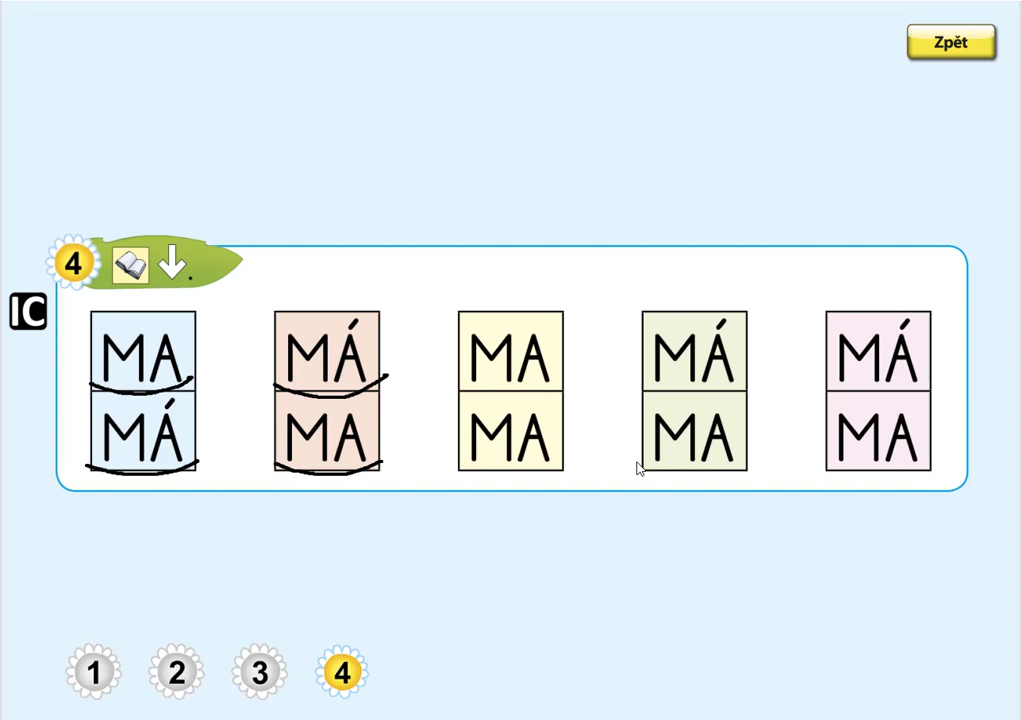 Zpět
4
.
IC
MA MÁ MA MÁ MÁ
MÁ MA MA MA MA
1 2 3 4